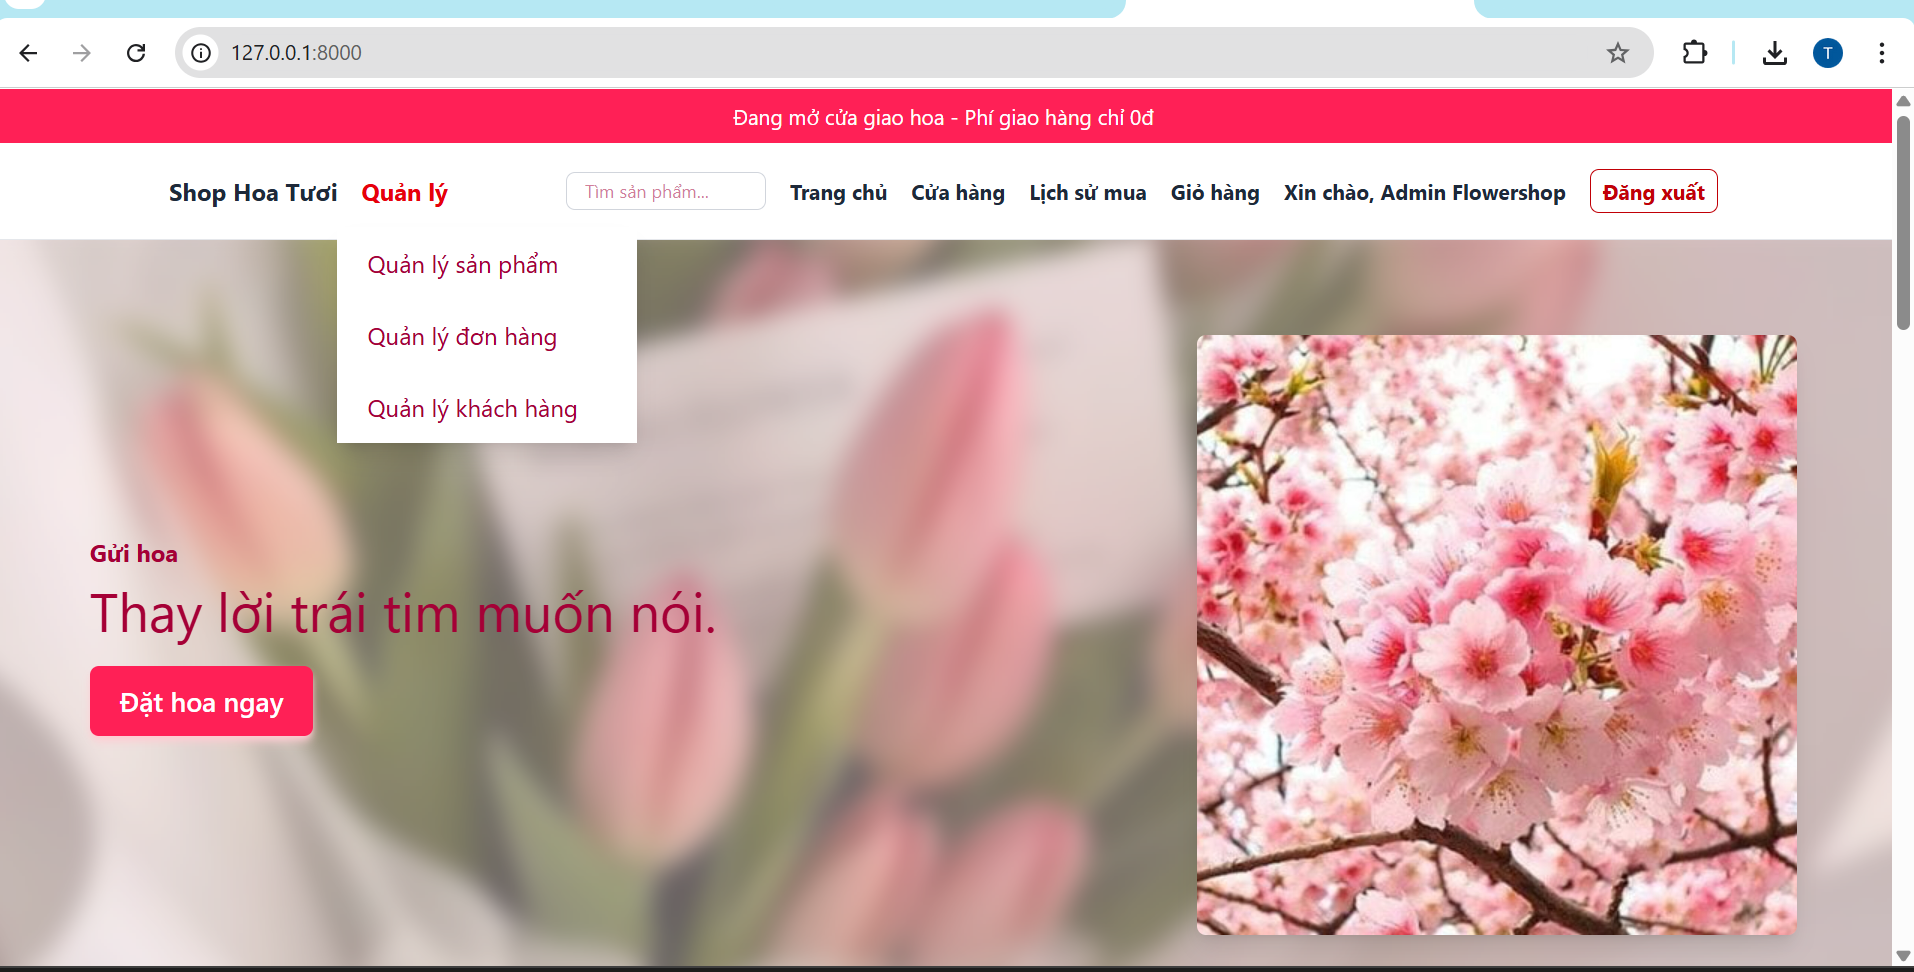 127.0.0.1:8000
T
Đang mở cửa giao hoa - Phí giao hàng chỉ 0đ
Shop Hoa Tươi Quản lý Tìm sản phẩm... Trang chủ Cửa hàng Lịch sử mua Giỏ hàng Xin chào, Admin Flowershop Đăng xuất
Quản lý sản phẩm
Quản lý đơn hàng
Quản lý khách hàng
Gửi hoa
Thay lời trái tim muốn nói.
Đặt hoa ngay